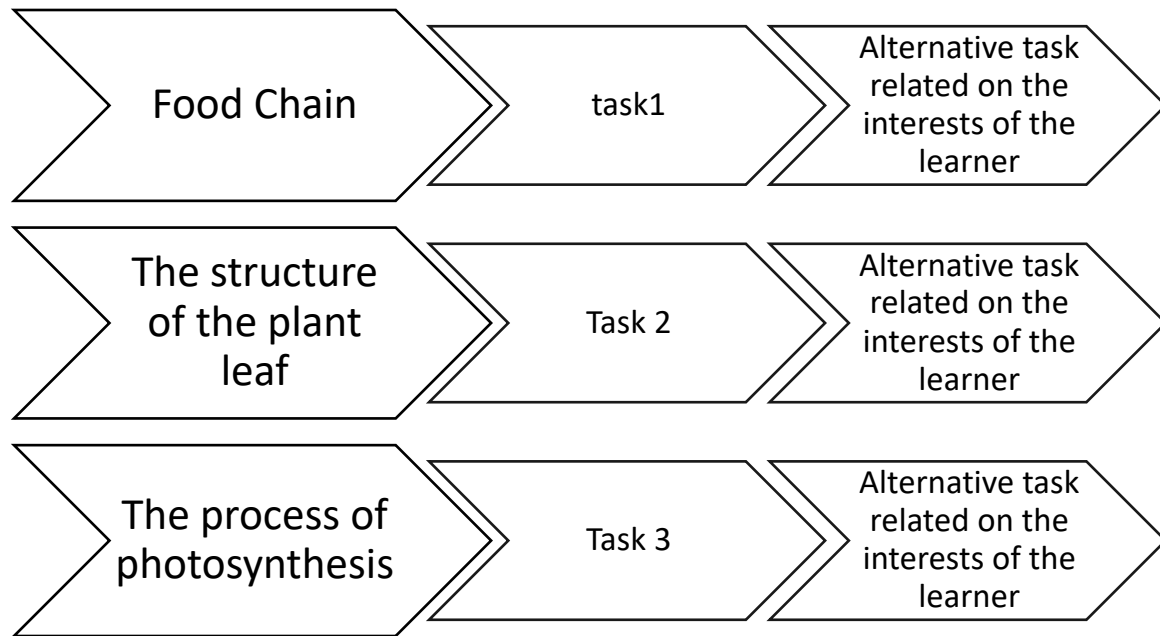 Food Chain
task1
Alternative task
related on the
interests of the
learner
The structure
of the plant
leaf
Task 2
Alternative task
related on the
interests of the
learner
The process of
photosynthesis
Task 3
Alternative task
related on the
interests of the
learner